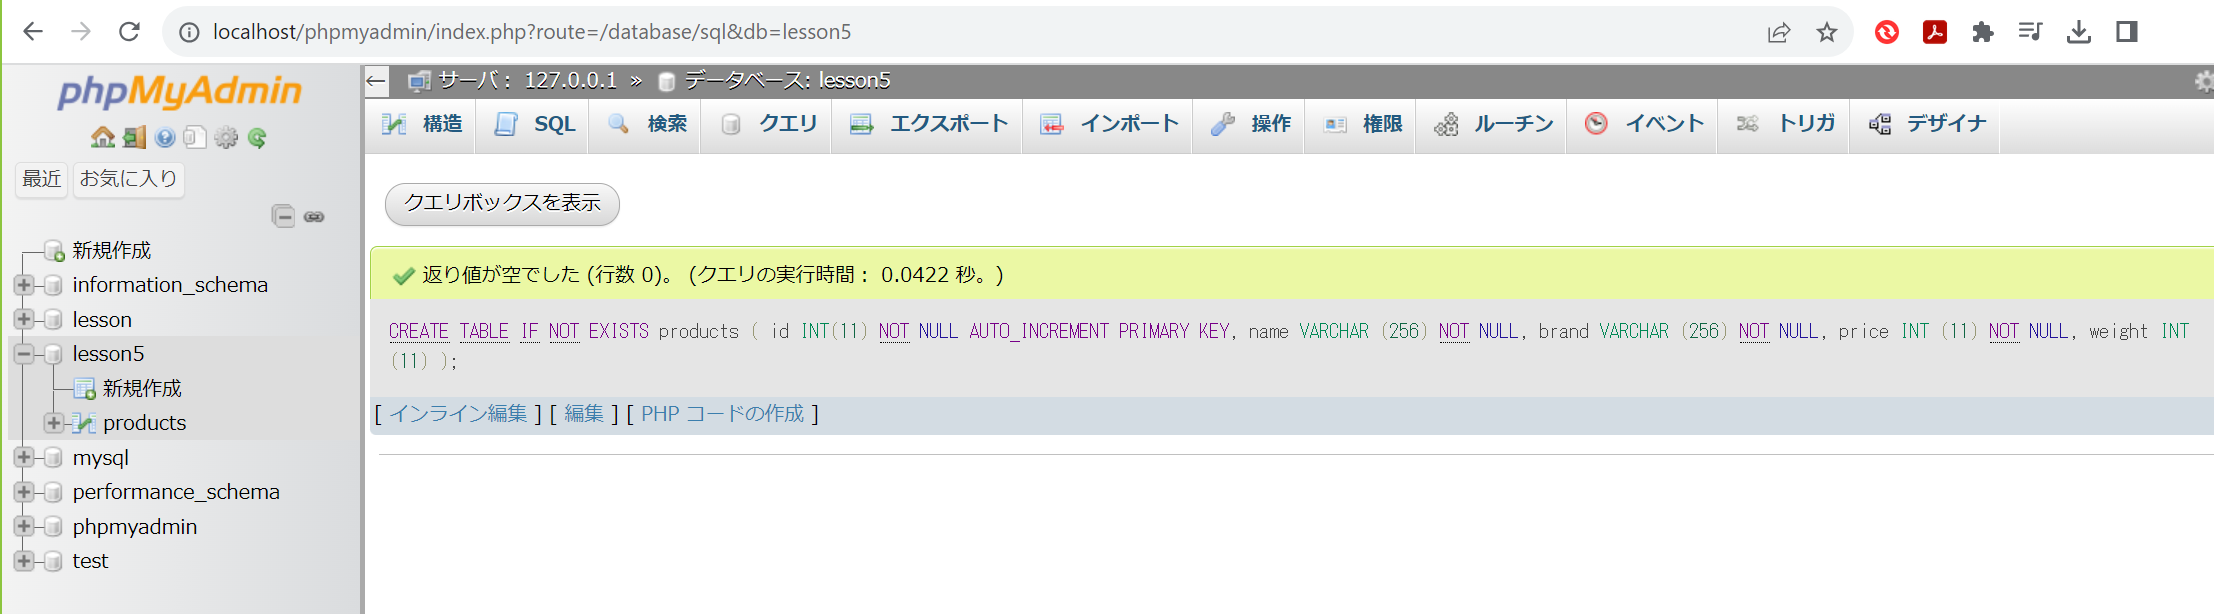 localhost/phpmyadmin/index.php?route=/database/sql&db=lesson5
phpMyAdmin
サーバ： 127.0.0.1 » データベース: lesson5
構造 SQL 検索 クエリ エクスポート インポート 操作 権限 ルーチン イベント トリガ デザイナ
最近 お気に入り
クエリボックスを表示
新規作成
information_schema
lesson
lesson5
新規作成
products
mysql
performance_schema
phpmyadmin
test
返り値が空でした (行数 0)。 (クエリの実行時間： 0.0422 秒。)
CREATE TABLE IF NOT EXISTS products ( id INT(11) NOT NULL AUTO_INCREMENT PRIMARY KEY, name VARCHAR (256) NOT NULL, brand VARCHAR (256) NOT NULL, price INT (11) NOT NULL, weight INT
(11) );
[ インライン編集 ] [ 編集 ] [ PHP コードの作成 ]